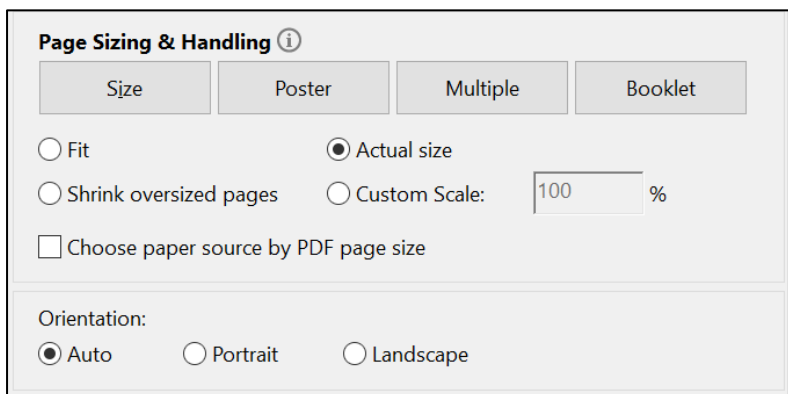 Page Sizing & Handling
Size Poster Multiple Booklet
Fit Actual size
Shrink oversized pages Custom Scale: 100 %
Choose paper source by PDF page size
Orientation:
Auto Portrait Landscape